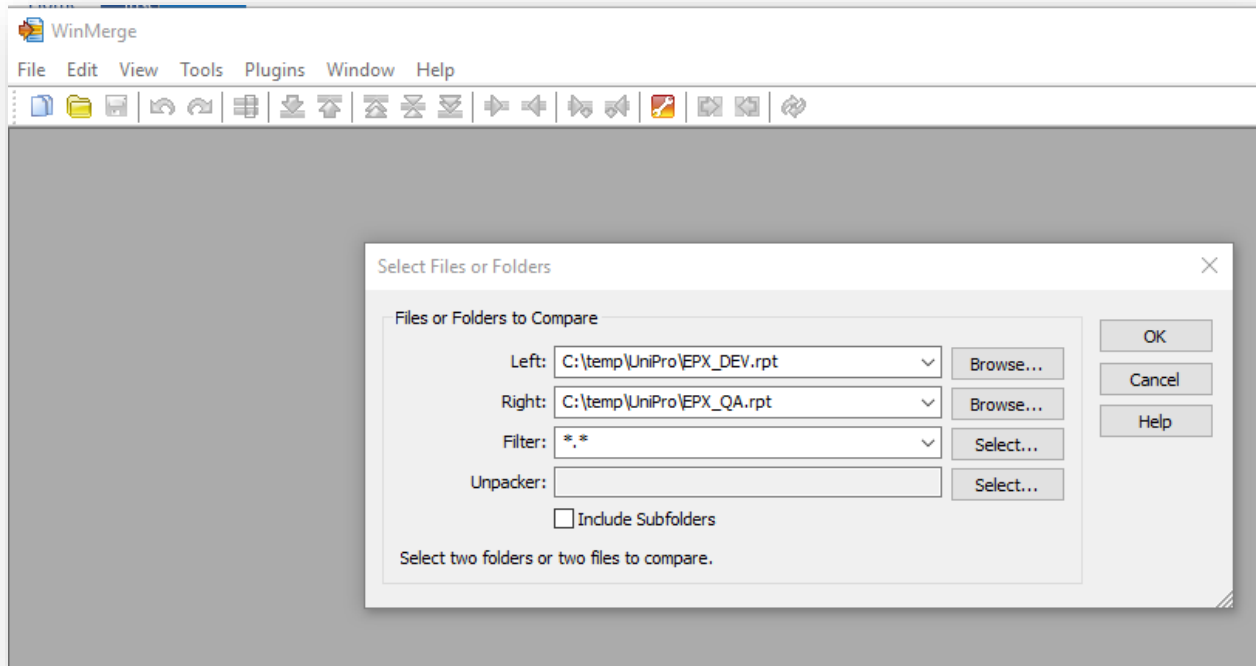 WinMerge
File Edit View Tools Plugins Window Help
Select Files or Folders
Files or Folders to Compare
Left: C:\temp\UniPro\EPX_DEV.rpt Browse...
OK
Right: C:\temp\UniPro\EPX_QA.rpt Browse...
Cancel
Filter: *.* Select...
Help
Unpacker: Select...
Include Subfolders
Select two folders or two files to compare.